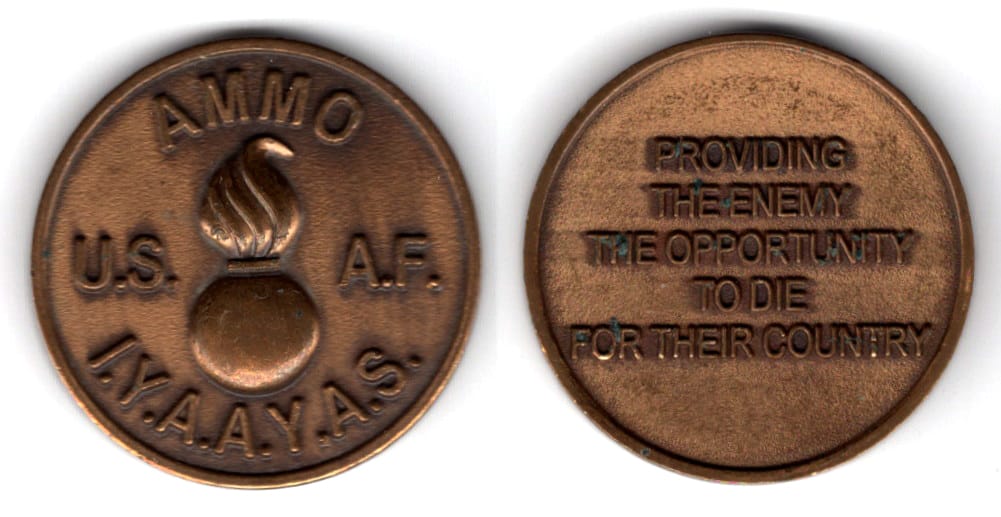 AMMO
U.S. A.F.
I.Y.A.A.Y.A.S.
PROVIDING
THE ENEMY
THE OPPORTUNITY
TO DIE
FOR THEIR COUNTRY